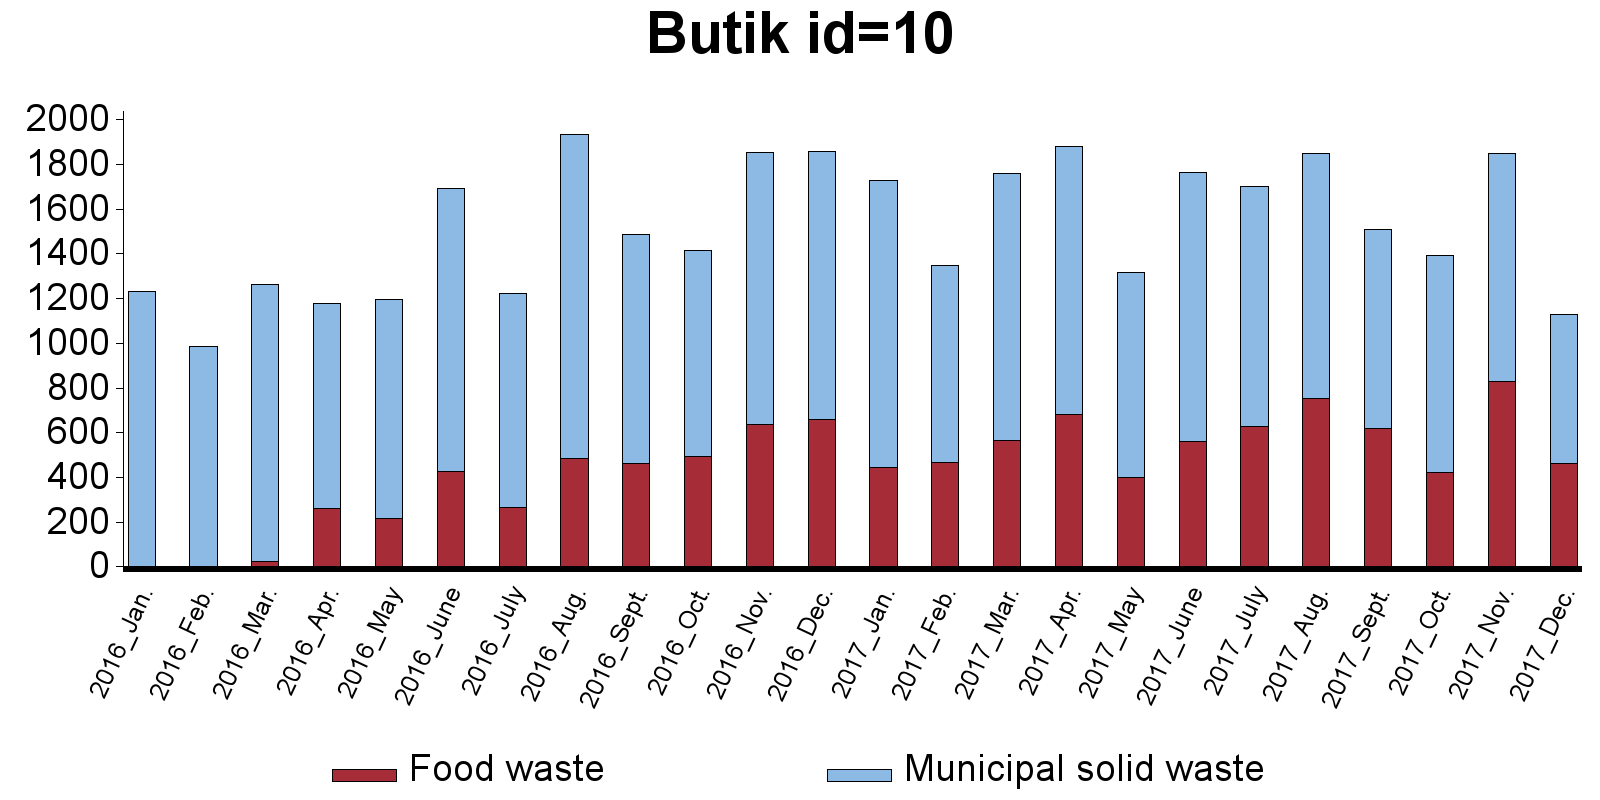 Butik id=10
2000
1800
1600
1400
1200
1000
800
600
400
200
0
2016_Jan.
2016_Feb.
2016_Mar.
2016_Apr.
2016_May
2016_June
2016_July
2016_Aug.
2016_Sept.
2016_Oct.
2016_Nov.
2016_Dec.
2017_Jan.
2017_Feb.
2017_Mar.
2017_Apr.
2017_May
2017_June
2017_July
2017_Aug.
2017_Sept.
2017_Oct.
2017_Nov.
2017_Dec.
Food waste
Municipal solid waste